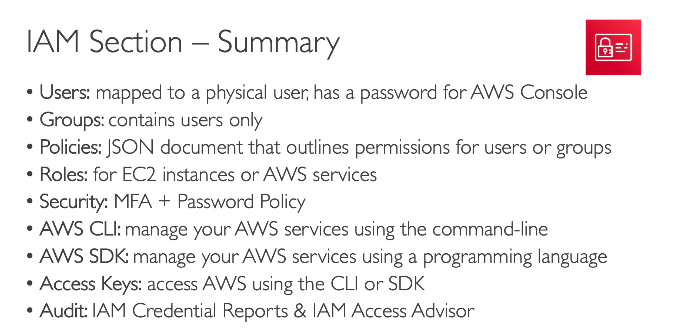 IAM Section – Summary
• Users: mapped to a physical user, has a password for AWS Console
• Groups: contains users only
• Policies: JSON document that outlines permissions for users or groups
• Roles: for EC2 instances or AWS services
• Security: MFA + Password Policy
• AWS CLI: manage your AWS services using the command-line
• AWS SDK: manage your AWS services using a programming language
• Access Keys: access AWS using the CLI or SDK
• Audit: IAM Credential Reports & IAM Access Advisor